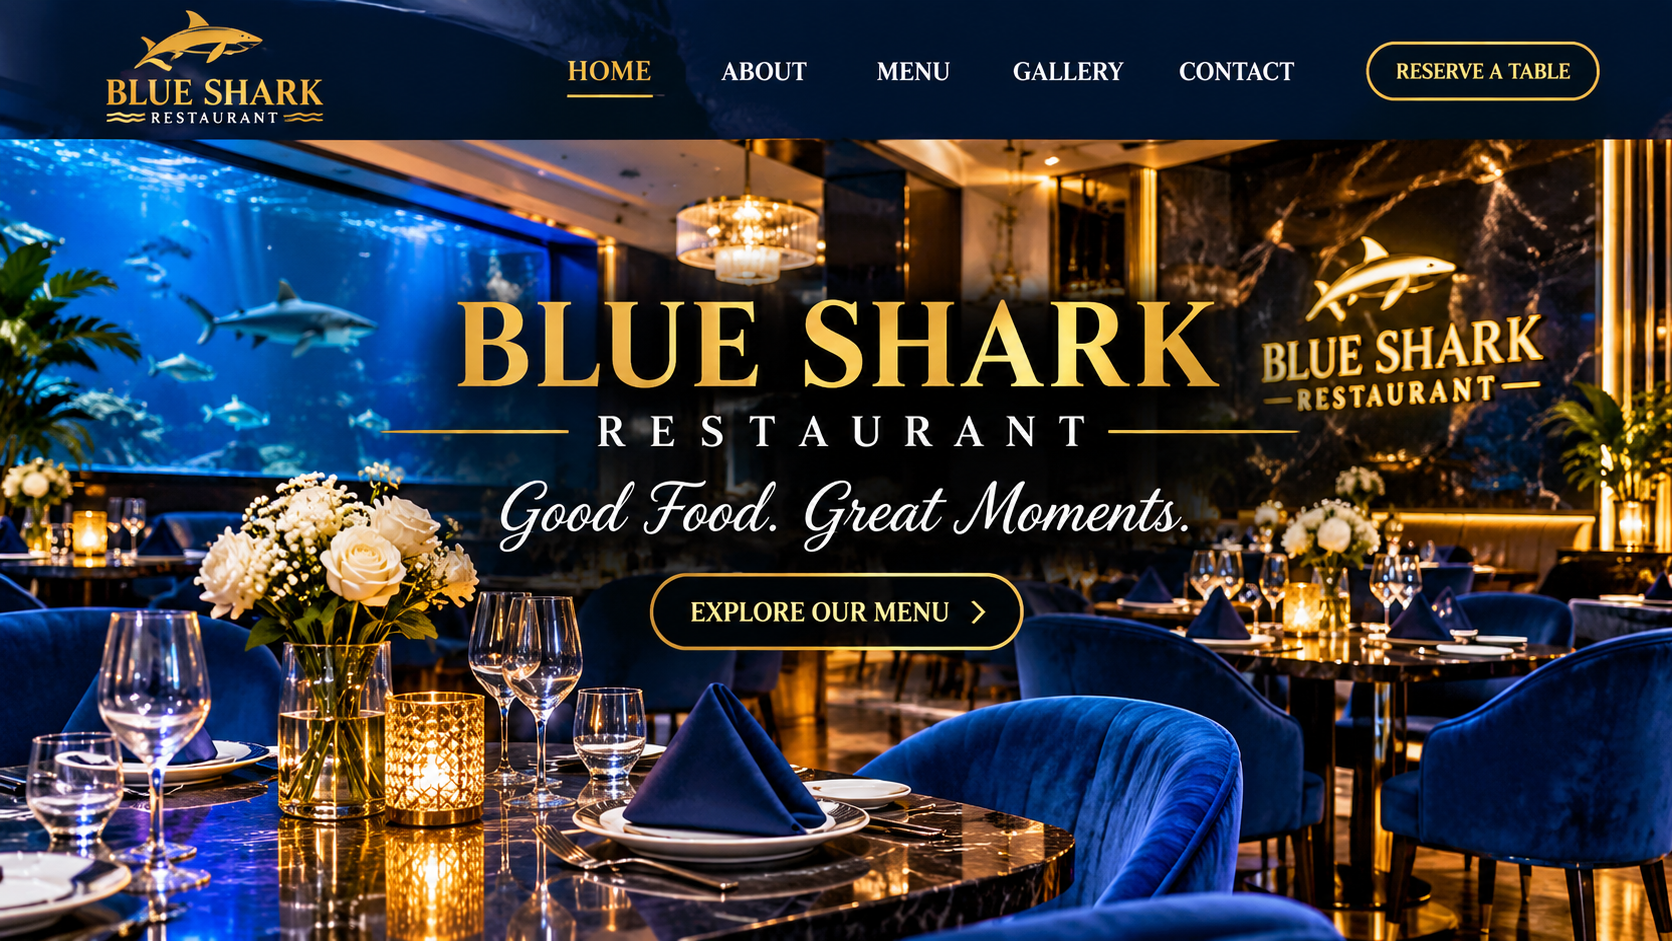 BLUE SHARK
RESTAURANT
HOME
ABOUT
MENU
GALLERY
CONTACT
RESERVE A TABLE
BLUE SHARK
RESTAURANT
Good Food. Great Moments.
EXPLORE OUR MENU
BLUE SHARK
RESTAURANT